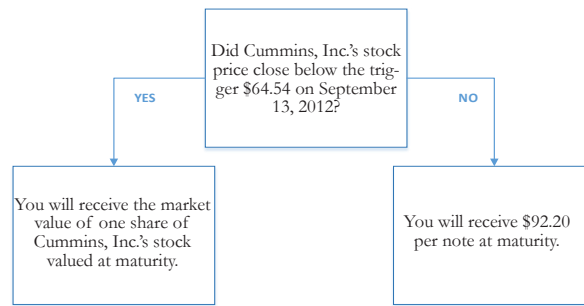 Did Cummins, Inc.'s stock
price close below the trig-
ger $64.54 on September
13, 2012?
YES
NO
You will receive the market
value of one share of
Cummins, Inc.'s stock
valued at maturity.
You will receive $92.20
per note at maturity.